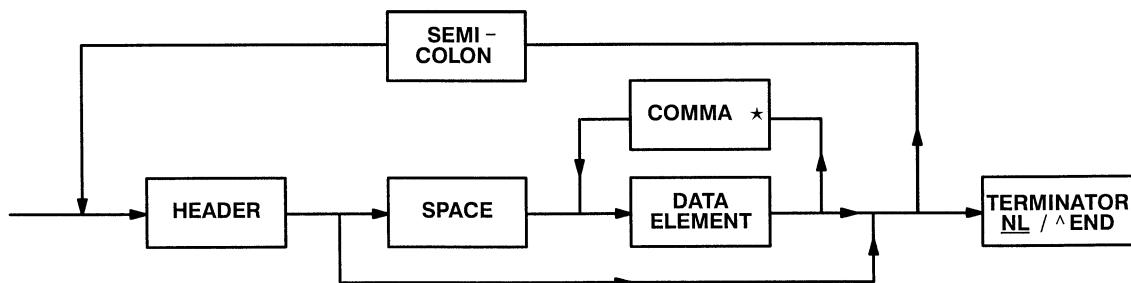 SEMI –
COLON
COMMA ★
HEADER
SPACE
DATA
ELEMENT
TERMINATOR
NL / ^ END